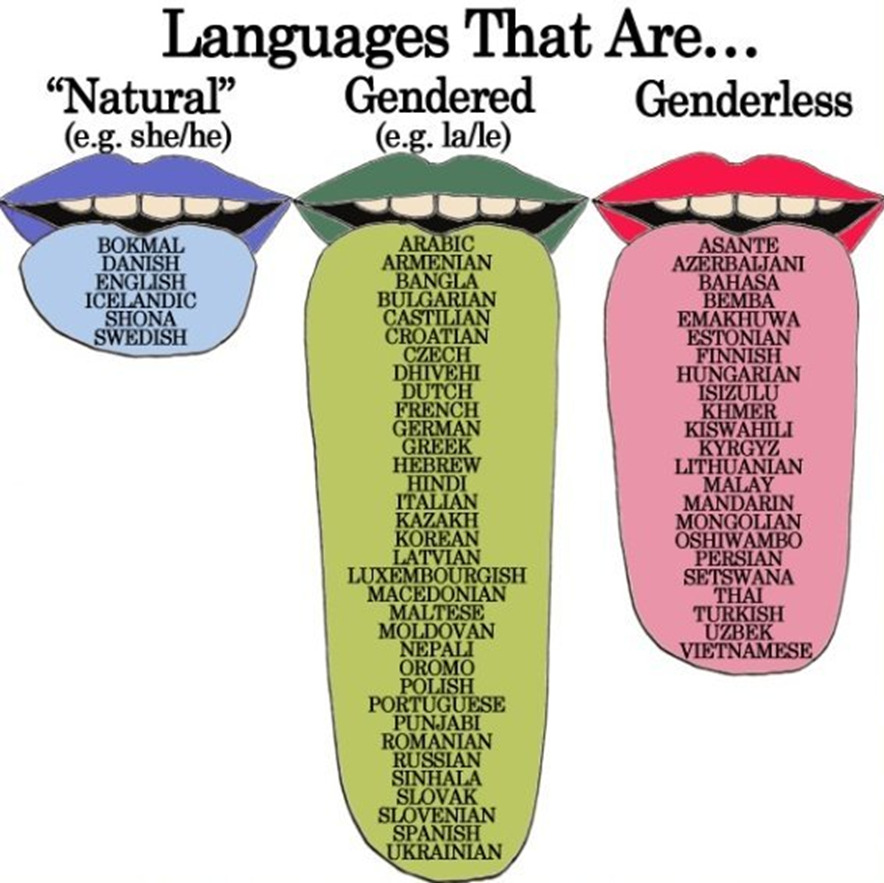 Languages That Are...
“Natural”
(e.g. she/he)
BOKMAL
DANISH
ENGLISH
ICELANDIC
SHONA
SWEDISH
Gendered
(e.g. la/le)
ARABIC
ARMENIAN
BANGLA
BULGARIAN
CASTILIAN
CROATIAN
CZECH
DHIVEHI
DUTCH
FRENCH
GERMAN
GREEK
HEBREW
HINDI
ITALIAN
KAZAKH
KOREAN
LATVIAN
LUXEMBOURGISH
MACEDONIAN
MALTESE
MOLDOVAN
NEPALI
OROMO
POLISH
PORTUGUESE
PUNJABI
ROMANIAN
RUSSIAN
SINHALA
SLOVAK
SLOVENIAN
SPANISH
UKRAINIAN
Genderless
ASANTE
AZERBAIJANI
BAHASA
BEMBA
EMAKHUWA
ESTONIAN
FINNISH
HUNGARIAN
ISIZULU
KHMER
KISWAHILI
KYRGYZ
LITHUANIAN
MALAY
MANDARIN
MONGOLIAN
OSHIWAMBO
PERSIAN
SETSWANA
THAI
TURKISH
UZBEK
VIETNAMESE